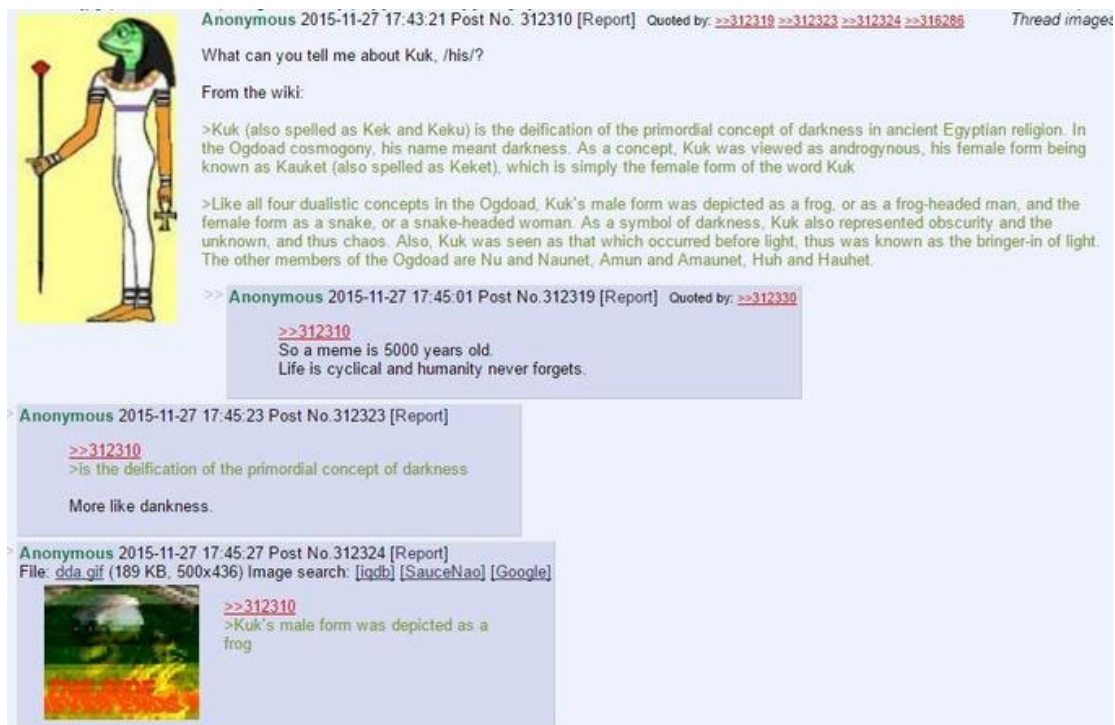 Anonymous 2015-11-27 17:43:21 Post No. 312310 [Report] Quoted by: >>312319 >>312323 >>312324 >>316286 Thread images
What can you tell me about Kuk, /his/?
From the wiki:
>Kuk (also spelled as Kek and Keku) is the deification of the primordial concept of darkness in ancient Egyptian religion. In
the Ogdoad cosmogony, his name meant darkness. As a concept, Kuk was viewed as androgynous, his female form being
known as Kauket (also spelled as Keket), which is simply the female form of the word Kuk
>Like all four dualistic concepts in the Ogdoad, Kuk's male form was depicted as a frog, or as a frog-headed man, and the
female form as a snake, or a snake-headed woman. As a symbol of darkness, Kuk also represented obscurity and the
unknown, and thus chaos. Also, Kuk was seen as that which occurred before light, thus was known as the bringer-in of light.
The other members of the Ogdoad are Nu and Naunet, Amun and Amaunet, Huh and Hauhet.
>> Anonymous 2015-11-27 17:45:01 Post No.312319 [Report] Quoted by: >>312330
>>312310
So a meme is 5000 years old.
Life is cyclical and humanity never forgets.
> Anonymous 2015-11-27 17:45:23 Post No.312323 [Report]
>>312310
>is the deification of the primordial concept of darkness
More like dankness.
> Anonymous 2015-11-27 17:45:27 Post No.312324 [Report]
File: dda.gif (189 KB, 500x436) Image search: [iqdb] [SauceNao] [Google]
>>312310
>Kuk's male form was depicted as a
frog